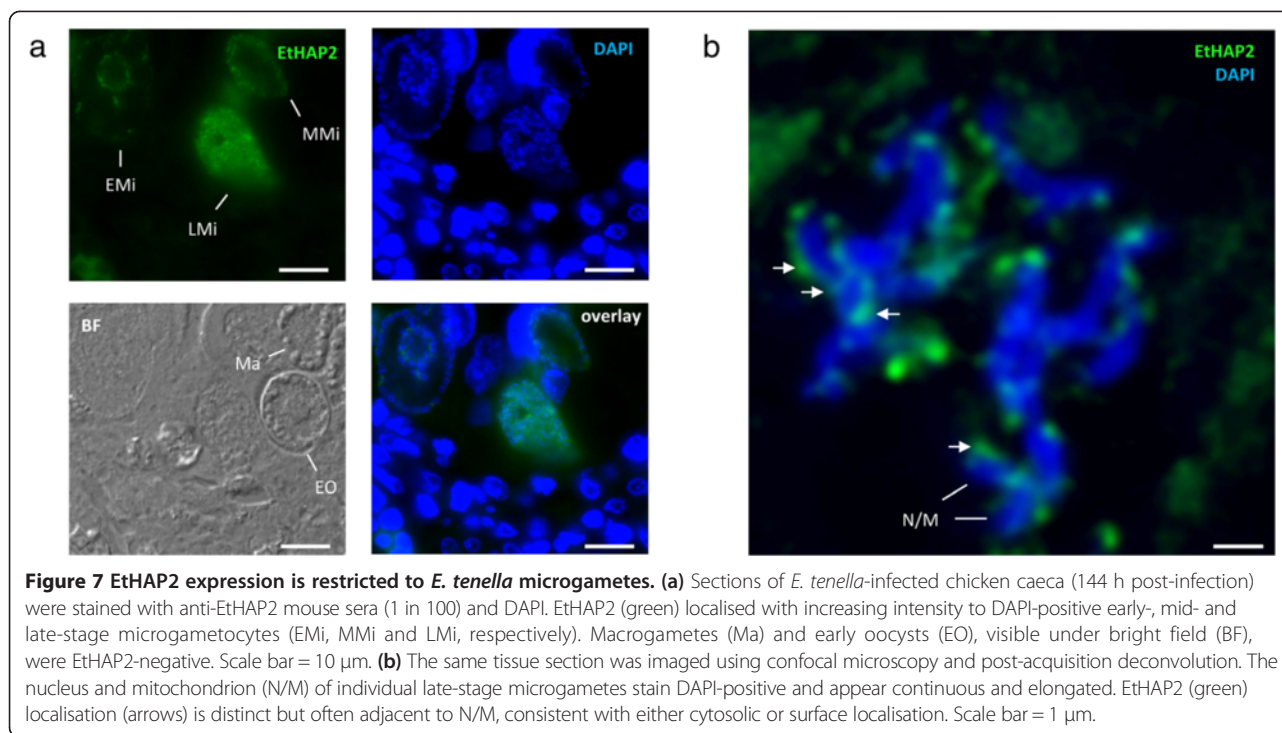 a
EtHAP2
DAPI
b
EtHAP2
DAPI
MMi
EMi
LMi
BF
overlay
Ma
EO
N/M
Figure 7 EtHAP2 expression is restricted to E. tenella microgametes. (a) Sections of E. tenella-infected chicken caeca (144 h post-infection)
were stained with anti-EtHAP2 mouse sera (1 in 100) and DAPI. EtHAP2 (green) localised with increasing intensity to DAPI-positive early-, mid- and
late-stage microgametocytes (EMi, MMi and LMi, respectively). Macrogametes (Ma) and early oocysts (EO), visible under bright field (BF),
were EtHAP2-negative. Scale bar = 10 μm. (b) The same tissue section was imaged using confocal microscopy and post-acquisition deconvolution. The
nucleus and mitochondrion (N/M) of individual late-stage microgametes stain DAPI-positive and appear continuous and elongated. EtHAP2 (green)
localisation (arrows) is distinct but often adjacent to N/M, consistent with either cytosolic or surface localisation. Scale bar = 1 μm.